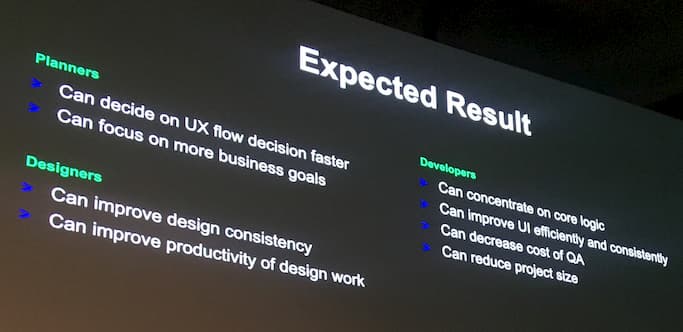 Expected Result
Planners
Can decide on UX flow decision faster
Can focus on more business goals
Designers
Can improve design consistency
Can improve productivity of design work
Developers
Can concentrate on core logic
Can improve UI efficiently and consistently
Can decrease cost of QA
Can reduce project size